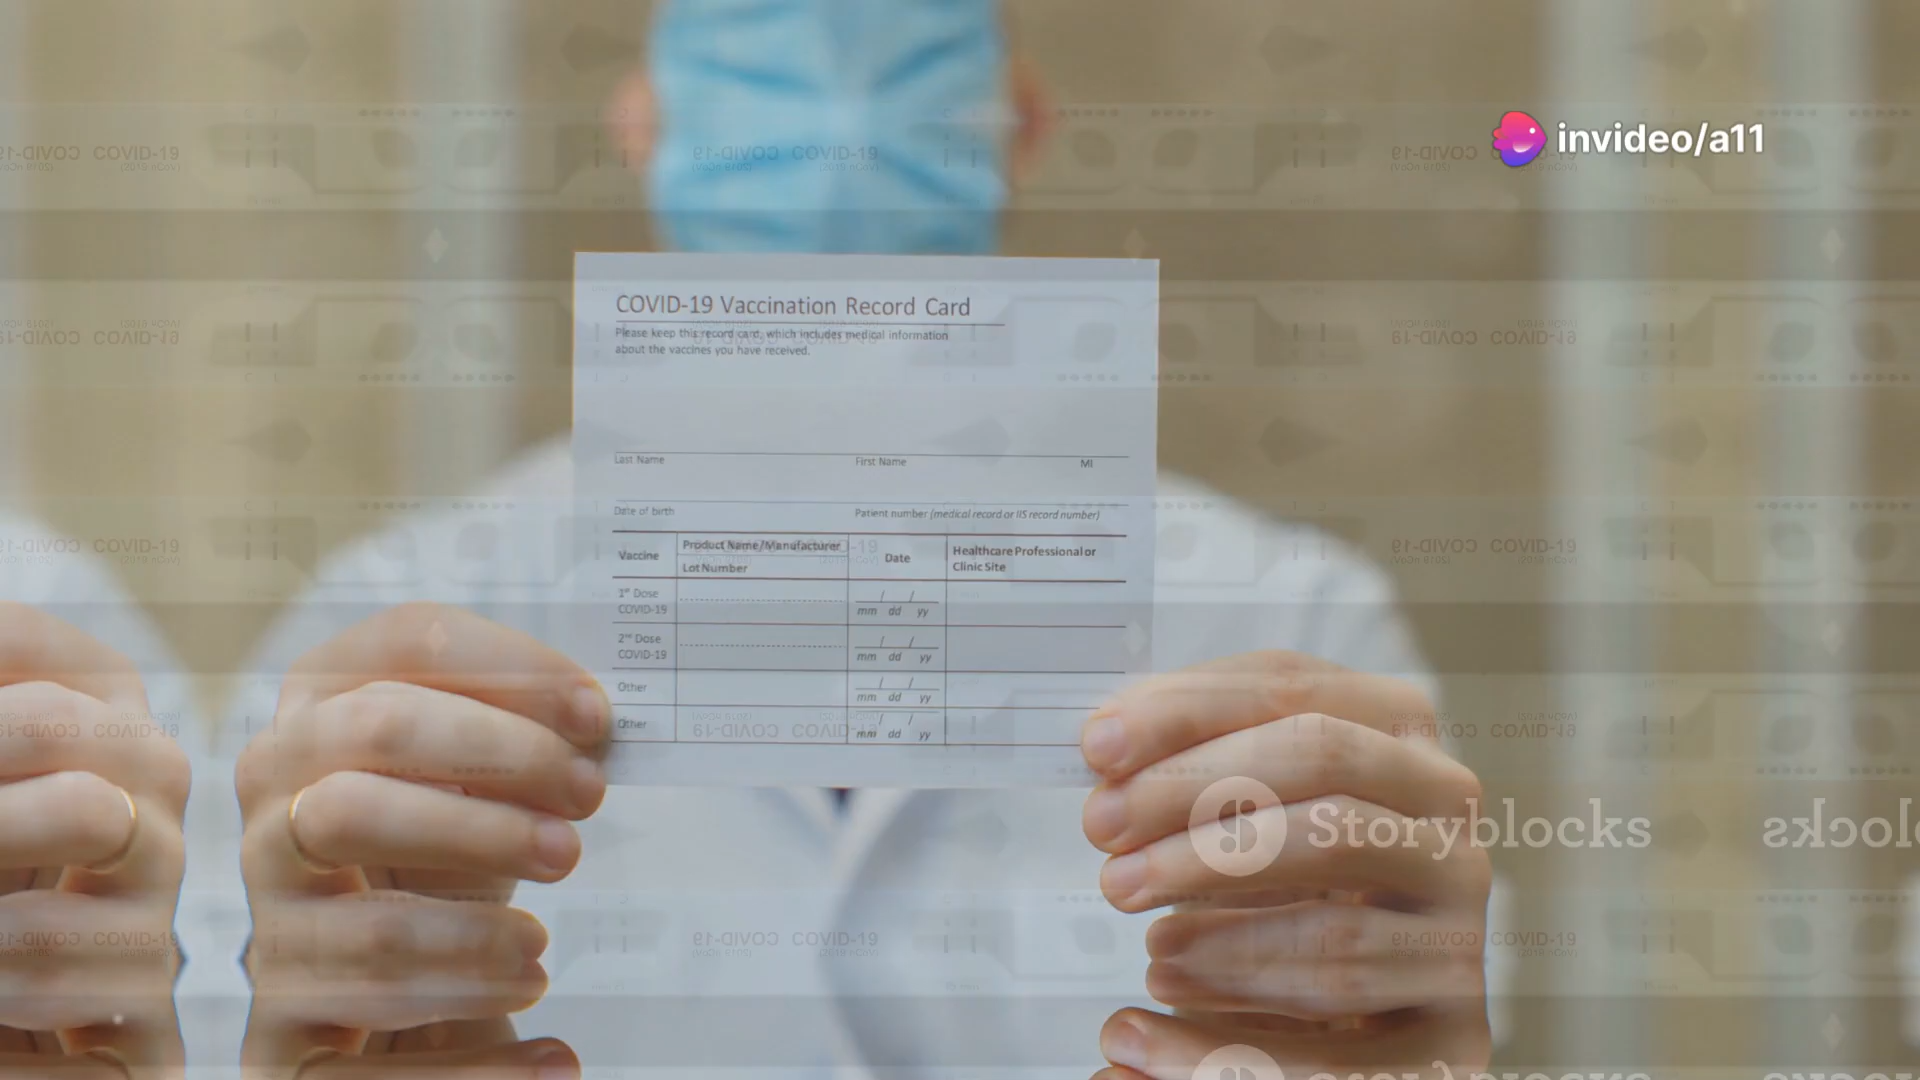 invideo/a11
COVID-19 Vaccination Record Card
Please keep this record card, which includes medical information
about the vaccines you have received.
Last Name First Name MI
Date of birth Patient number (medical record or IIS record number)
Vaccine Product Name/Manufacturer Date Healthcare Professional or
Lot Number Clinic Site
1st Dose
COVID-19 mm dd yy
2nd Dose
COVID-19 mm dd yy
Other mm dd yy
Other mm dd yy
Storyblocks
COVID-19
(2019 nCoV)